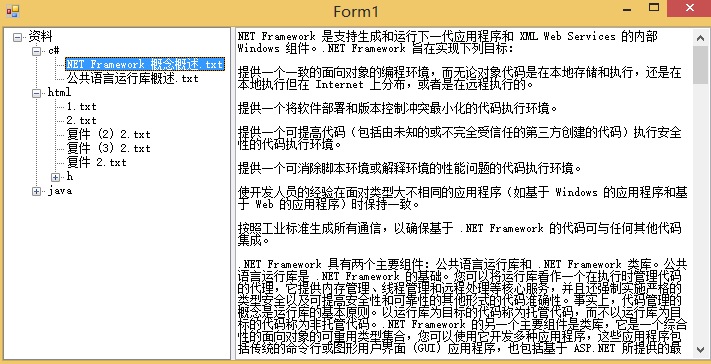 Form1
资料
c#
.NET Framework 概念概述.txt
公共语言运行库概述.txt
html
1.txt
2.txt
复件 (2) 2.txt
复件 (3) 2.txt
复件 2.txt
h
java
.NET Framework 是支持生成和运行下一代应用程序和 XML Web Services 的内部
Windows 组件。.NET Framework 旨在实现下列目标:
提供一个一致的面向对象的编程环境,而无论对象代码是在本地存储和执行,还是在
本地执行但在 Internet 上分布,或者是在远程执行的。
提供一个将软件部署和版本控制冲突最小化的代码执行环境。
提供一个可提高代码(包括由未知的或不完全受信任的第三方创建的代码)执行安全
性的代码执行环境。
提供一个可消除脚本环境或解释环境的性能问题的代码执行环境。
使开发人员的经验在面对类型大不相同的应用程序(如基于 Windows 的应用程序和基
于 Web 的应用程序)时保持一致。
按照工业标准生成所有通信,以确保基于 .NET Framework 的代码可与任何其他代码
集成。
.NET Framework 具有两个主要组件: 公共语言运行库和 .NET Framework 类库。公共
语言运行库是 .NET Framework 的基础。您可以将运行库看作一个在执行时管理代码
的代理,它提供内存管理、线程管理和远程处理等核心服务,并且还强制实施严格的
类型安全以及可提高安全性和可靠性的其他形式的代码准确性。事实上,代码管理的
概念是运行库的基本原则。以运行库为目标的代码称为托管代码,而不以运行库为目
标的代码称为非托管代码。.NET Framework 的另一个主要组件是类库,它是一个综合
性的面向对象的可重用类型集合,您可以使用它开发多种应用程序,这些应用程序包
括传统的命令行或图形用户界面 (GUI) 应用程序,也包括基于 ASP.NET 所提供的最